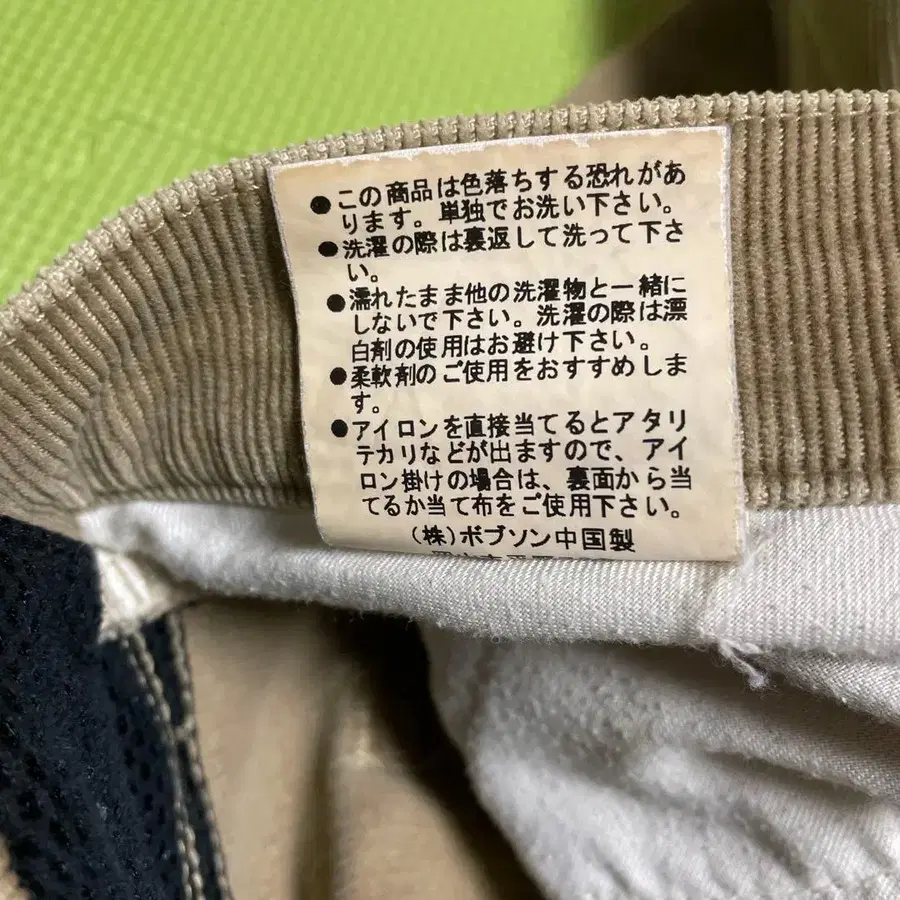 ●この商品は色落ちする恐れがあ
ります。単独でお洗い下さい。
●洗濯の際は裏返して洗って下さ
い。
●濡れたまま他の洗濯物と一緒に
しないで下さい。洗濯の際は漂
白剤の使用はお避け下さい。
●柔軟剤のご使用をおすすめしま
す。
●アイロンを直接当てるとアタリ
テカリなどが出ますので、アイ
ロン掛けの場合は、裏面から当
てるか当て布をご使用下さい。
(株)ボブソン中国製